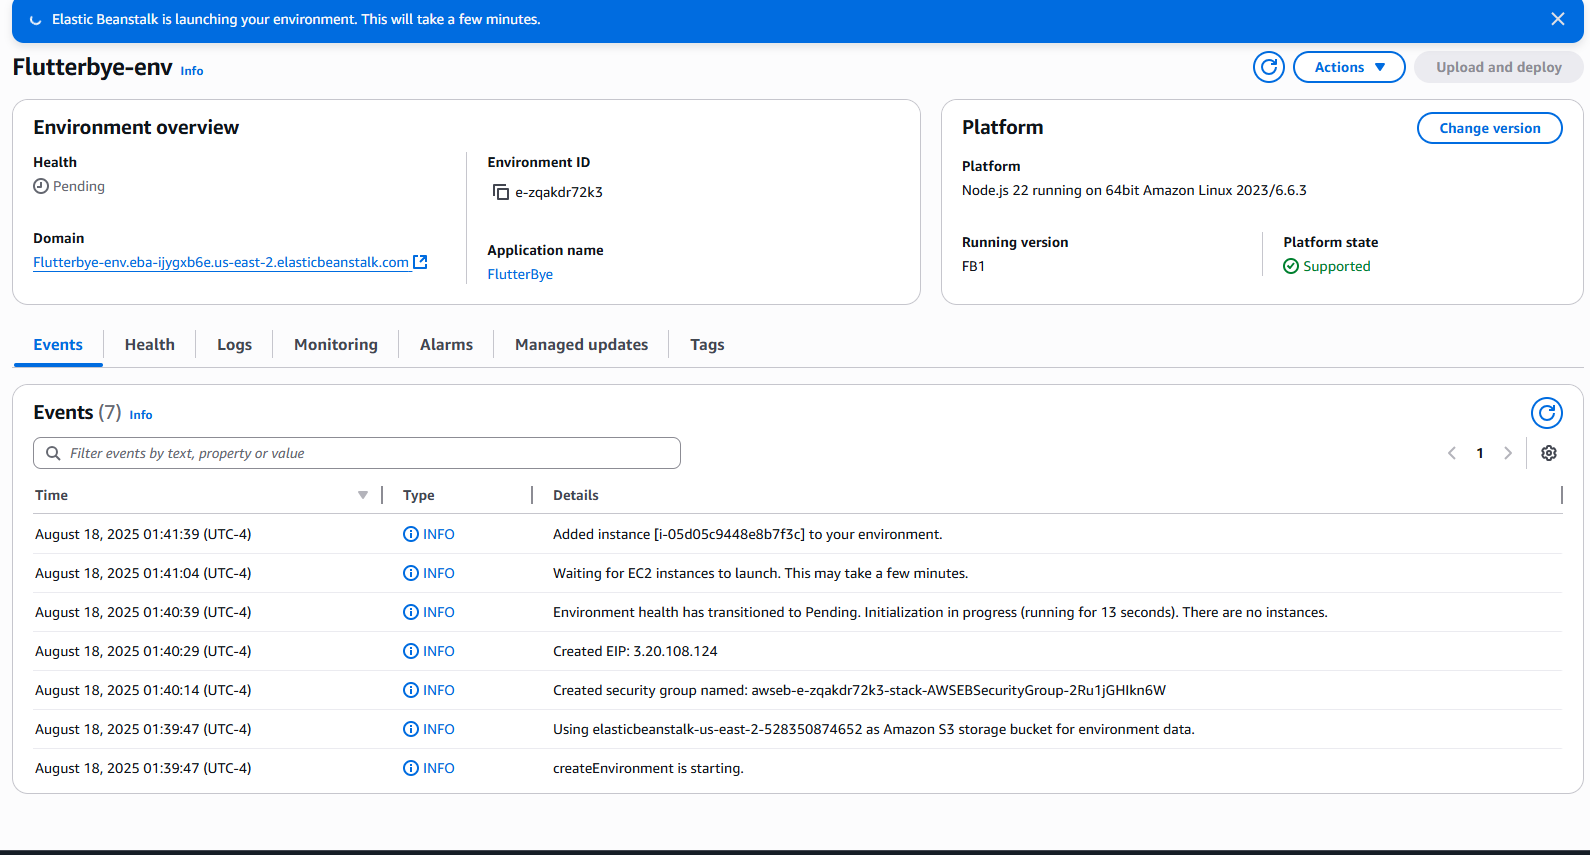 Elastic Beanstalk is launching your environment. This will take a few minutes.
Flutterbye-env Info
Actions
Upload and deploy
Environment overview
Health
Pending
Domain
Flutterbye-env.eba-ijygxb6e.us-east-2.elasticbeanstalk.com
Environment ID
e-zqakdr72k3
Application name
FlutterBye
Platform
Change version
Platform
Node.js 22 running on 64bit Amazon Linux 2023/6.6.3
Running version
FB1
Platform state
Supported
Events Health Logs Monitoring Alarms Managed updates Tags
Events (7) Info
Filter events by text, property or value
1
Time Type Details
August 18, 2025 01:41:39 (UTC-4) INFO Added instance [i-05d05c9448e8b7f3c] to your environment.
August 18, 2025 01:41:04 (UTC-4) INFO Waiting for EC2 instances to launch. This may take a few minutes.
August 18, 2025 01:40:39 (UTC-4) INFO Environment health has transitioned to Pending. Initialization in progress (running for 13 seconds). There are no instances.
August 18, 2025 01:40:29 (UTC-4) INFO Created EIP: 3.20.108.124
August 18, 2025 01:40:14 (UTC-4) INFO Created security group named: awseb-e-zqakdr72k3-stack-AWSEBSecurityGroup-2Ru1jGHIkn6W
August 18, 2025 01:39:47 (UTC-4) INFO Using elasticbeanstalk-us-east-2-528350874652 as Amazon S3 storage bucket for environment data.
August 18, 2025 01:39:47 (UTC-4) INFO createEnvironment is starting.